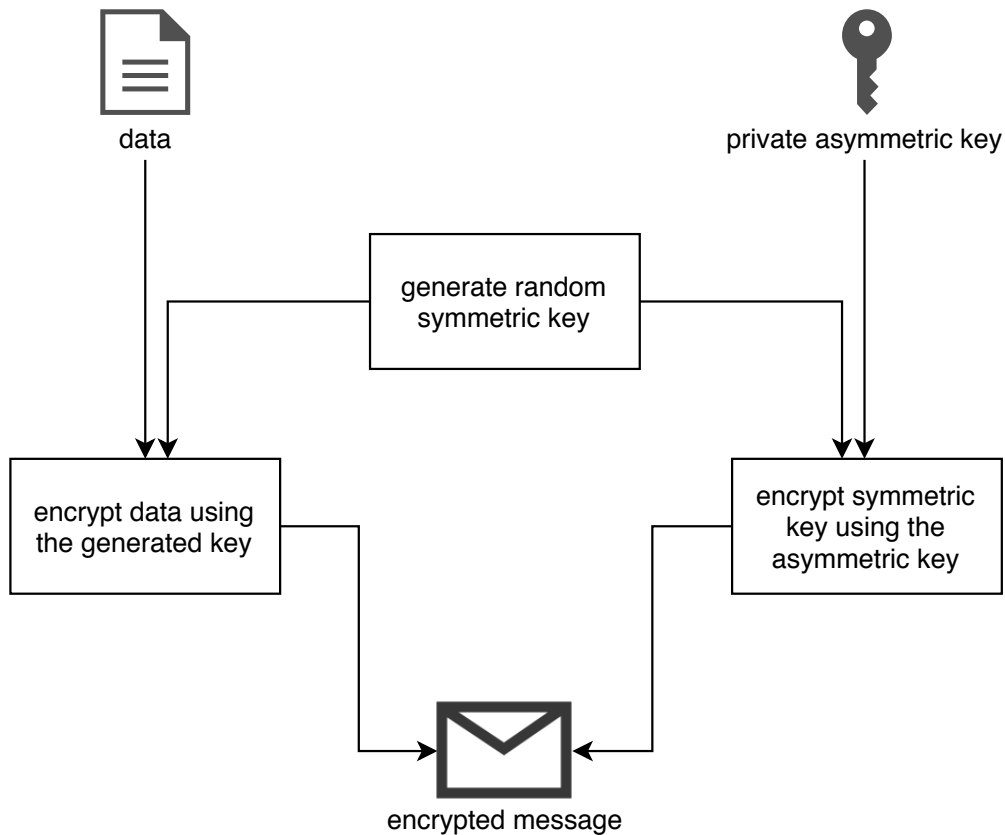 data
private asymmetric key
generate random
symmetric key
encrypt data using
the generated key
encrypt symmetric
key using the
asymmetric key
encrypted message